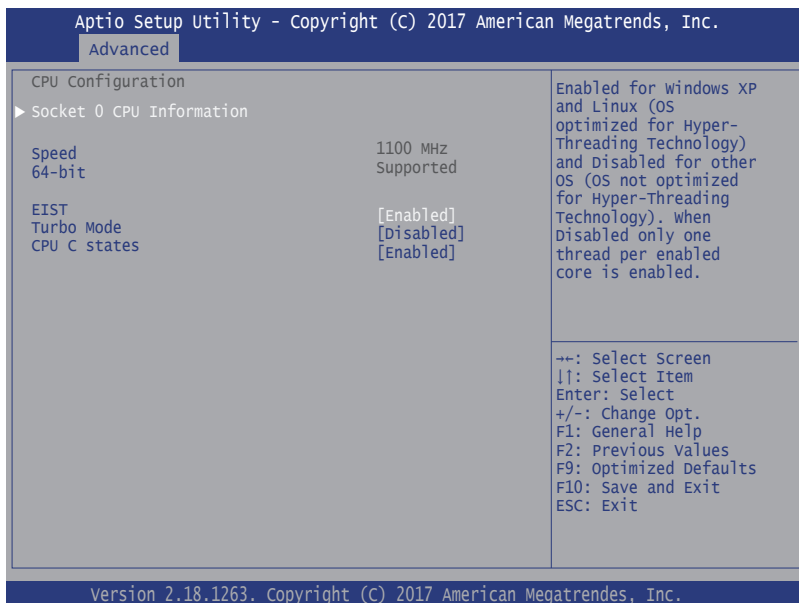 Aptio Setup Utility - Copyright (C) 2017 American Megatrends, Inc.
Advanced
CPU Configuration
▶ Socket 0 CPU Information
Speed 1100 MHz
64-bit Supported
EIST [Enabled]
Turbo Mode [Disabled]
CPU C states [Enabled]
Enabled for Windows XP
and Linux (OS
optimized for Hyper-
Threading Technology)
and Disabled for other
OS (OS not optimized
for Hyper-Threading
Technology). When
Disabled only one
thread per enabled
core is enabled.
→←: Select Screen
↓↑: Select Item
Enter: Select
+/-: Change Opt.
F1: General Help
F2: Previous Values
F9: Optimized Defaults
F10: Save and Exit
ESC: Exit
Version 2.18.1263. Copyright (C) 2017 American Megatrendes, Inc.